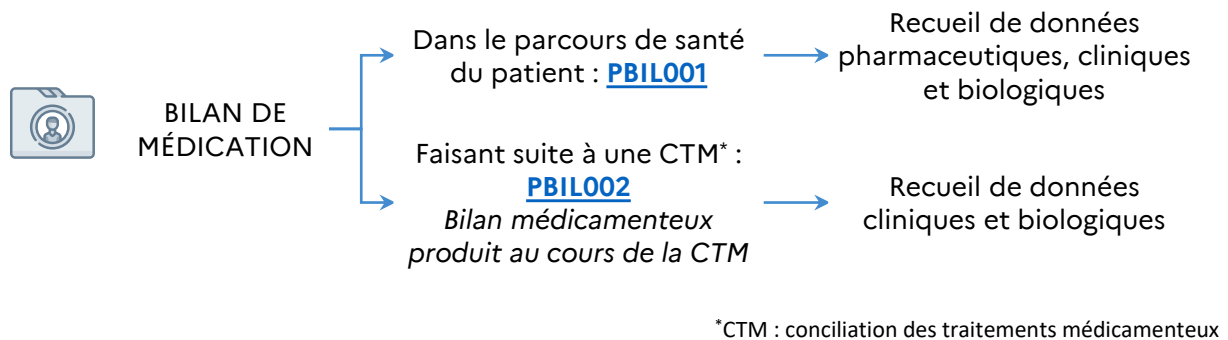 BILAN DE
MÉDICATION
Dans le parcours de santé
du patient : PBIL001
Recueil de données
pharmaceutiques, cliniques
et biologiques
Faisant suite à une CTM* :
PBIL002
Bilan médicamenteux
produit au cours de la CTM
Recueil de données
cliniques et biologiques
*CTM : conciliation des traitements médicamenteux